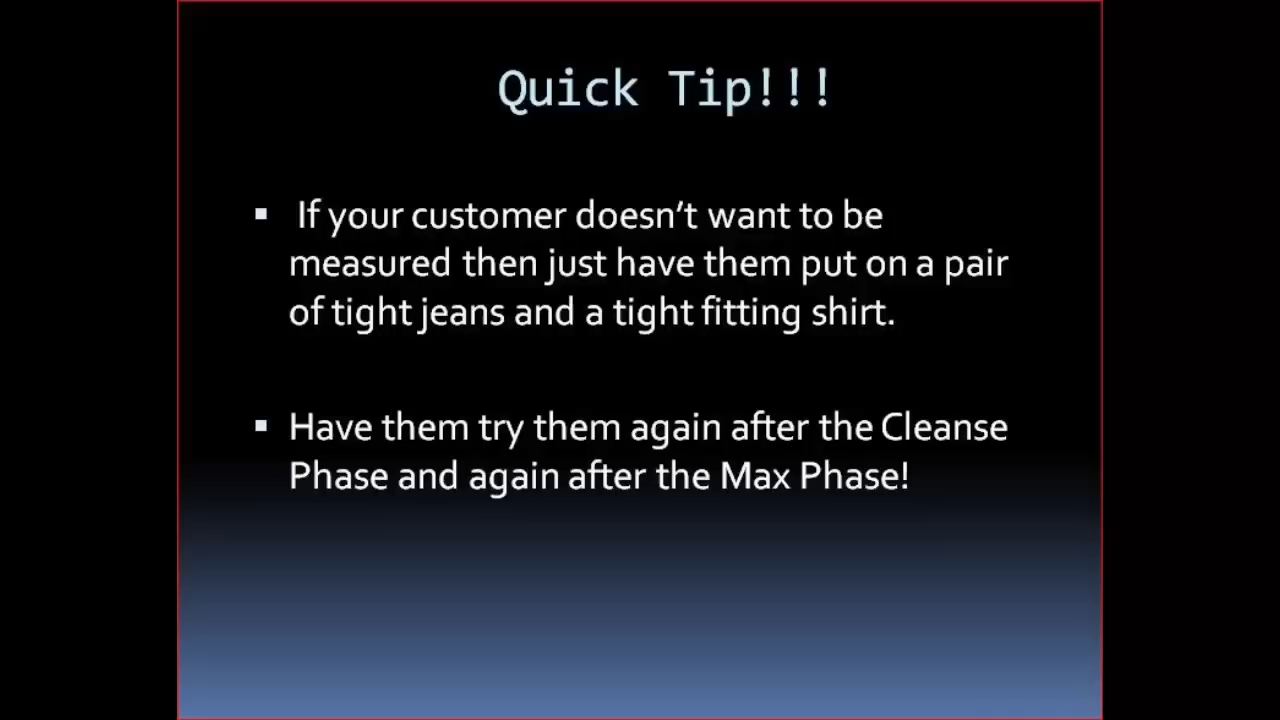 Quick Tip!!!
▪ If your customer doesn’t want to be
measured then just have them put on a pair
of tight jeans and a tight fitting shirt.
▪ Have them try them again after the Cleanse
Phase and again after the Max Phase!